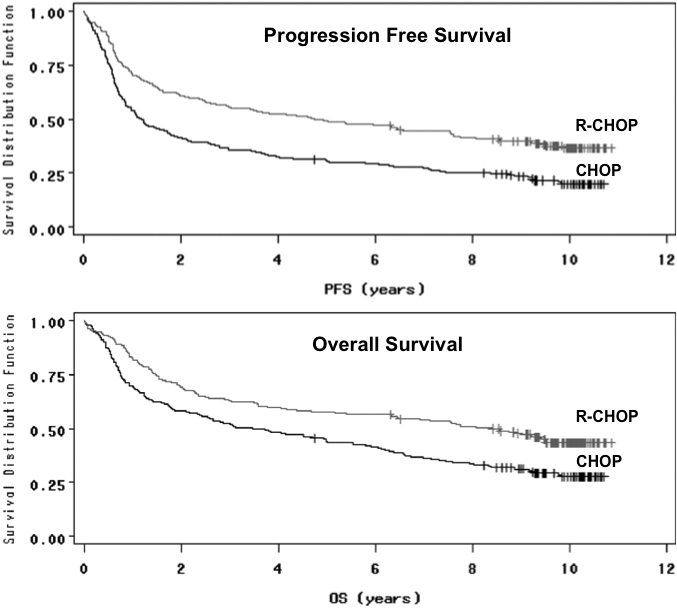 Progression Free Survival
Survival Distribution Function
1.00
0.75
0.50
0.25
0.00
R-CHOP
CHOP
0 2 4 6 8 10 12
PFS (years)
Overall Survival
Survival Distribution Function
1.00
0.75
0.50
0.25
0.00
R-CHOP
CHOP
0 2 4 6 8 10 12
OS (years)